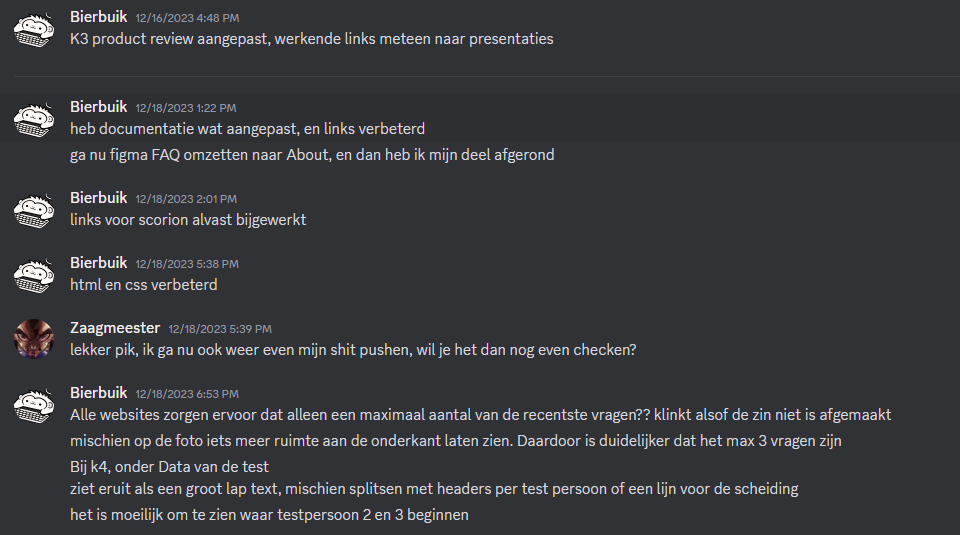 Bierbuik 12/16/2023 4:48 PM
K3 product review aangepast, werkende links meteen naar presentaties
Bierbuik 12/18/2023 1:22 PM
heb documentatie wat aangepast, en links verbeterd
ga nu figma FAQ omzetten naar About, en dan heb ik mijn deel afgerond
Bierbuik 12/18/2023 2:01 PM
links voor scorion alvast bijgewerkt
Bierbuik 12/18/2023 5:38 PM
html en css verbeterd
Zaagmeester 12/18/2023 5:39 PM
lekker pik, ik ga nu ook weer even mijn shit pushen, wil je het dan nog even checken?
Bierbuik 12/18/2023 6:53 PM
Alle websites zorgen ervoor dat alleen een maximaal aantal van de recentste vragen?? klinkt alsof de zin niet is afgemaakt
mischien op de foto iets meer ruimte aan de onderkant laten zien. Daardoor is duidelijker dat het max 3 vragen zijn
Bij k4, onder Data van de test
ziet eruit als een groot lap text, mischien splitsen met headers per test persoon of een lijn voor de scheiding
het is moeilijk om te zien waar testpersoon 2 en 3 beginnen